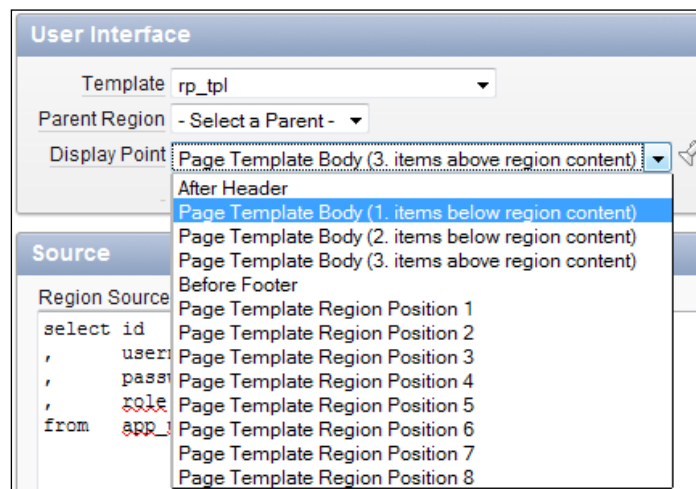 User Interface
Template rp_tpl
Parent Region - Select a Parent -
Display Point Page Template Body (3. items above region content)
After Header
Page Template Body (1. items below region content)
Page Template Body (2. items below region content)
Page Template Body (3. items above region content)
Before Footer
Page Template Region Position 1
Page Template Region Position 2
Page Template Region Position 3
Page Template Region Position 4
Page Template Region Position 5
Page Template Region Position 6
Page Template Region Position 7
Page Template Region Position 8
Source
Region Source
select id
,
,
, role
from